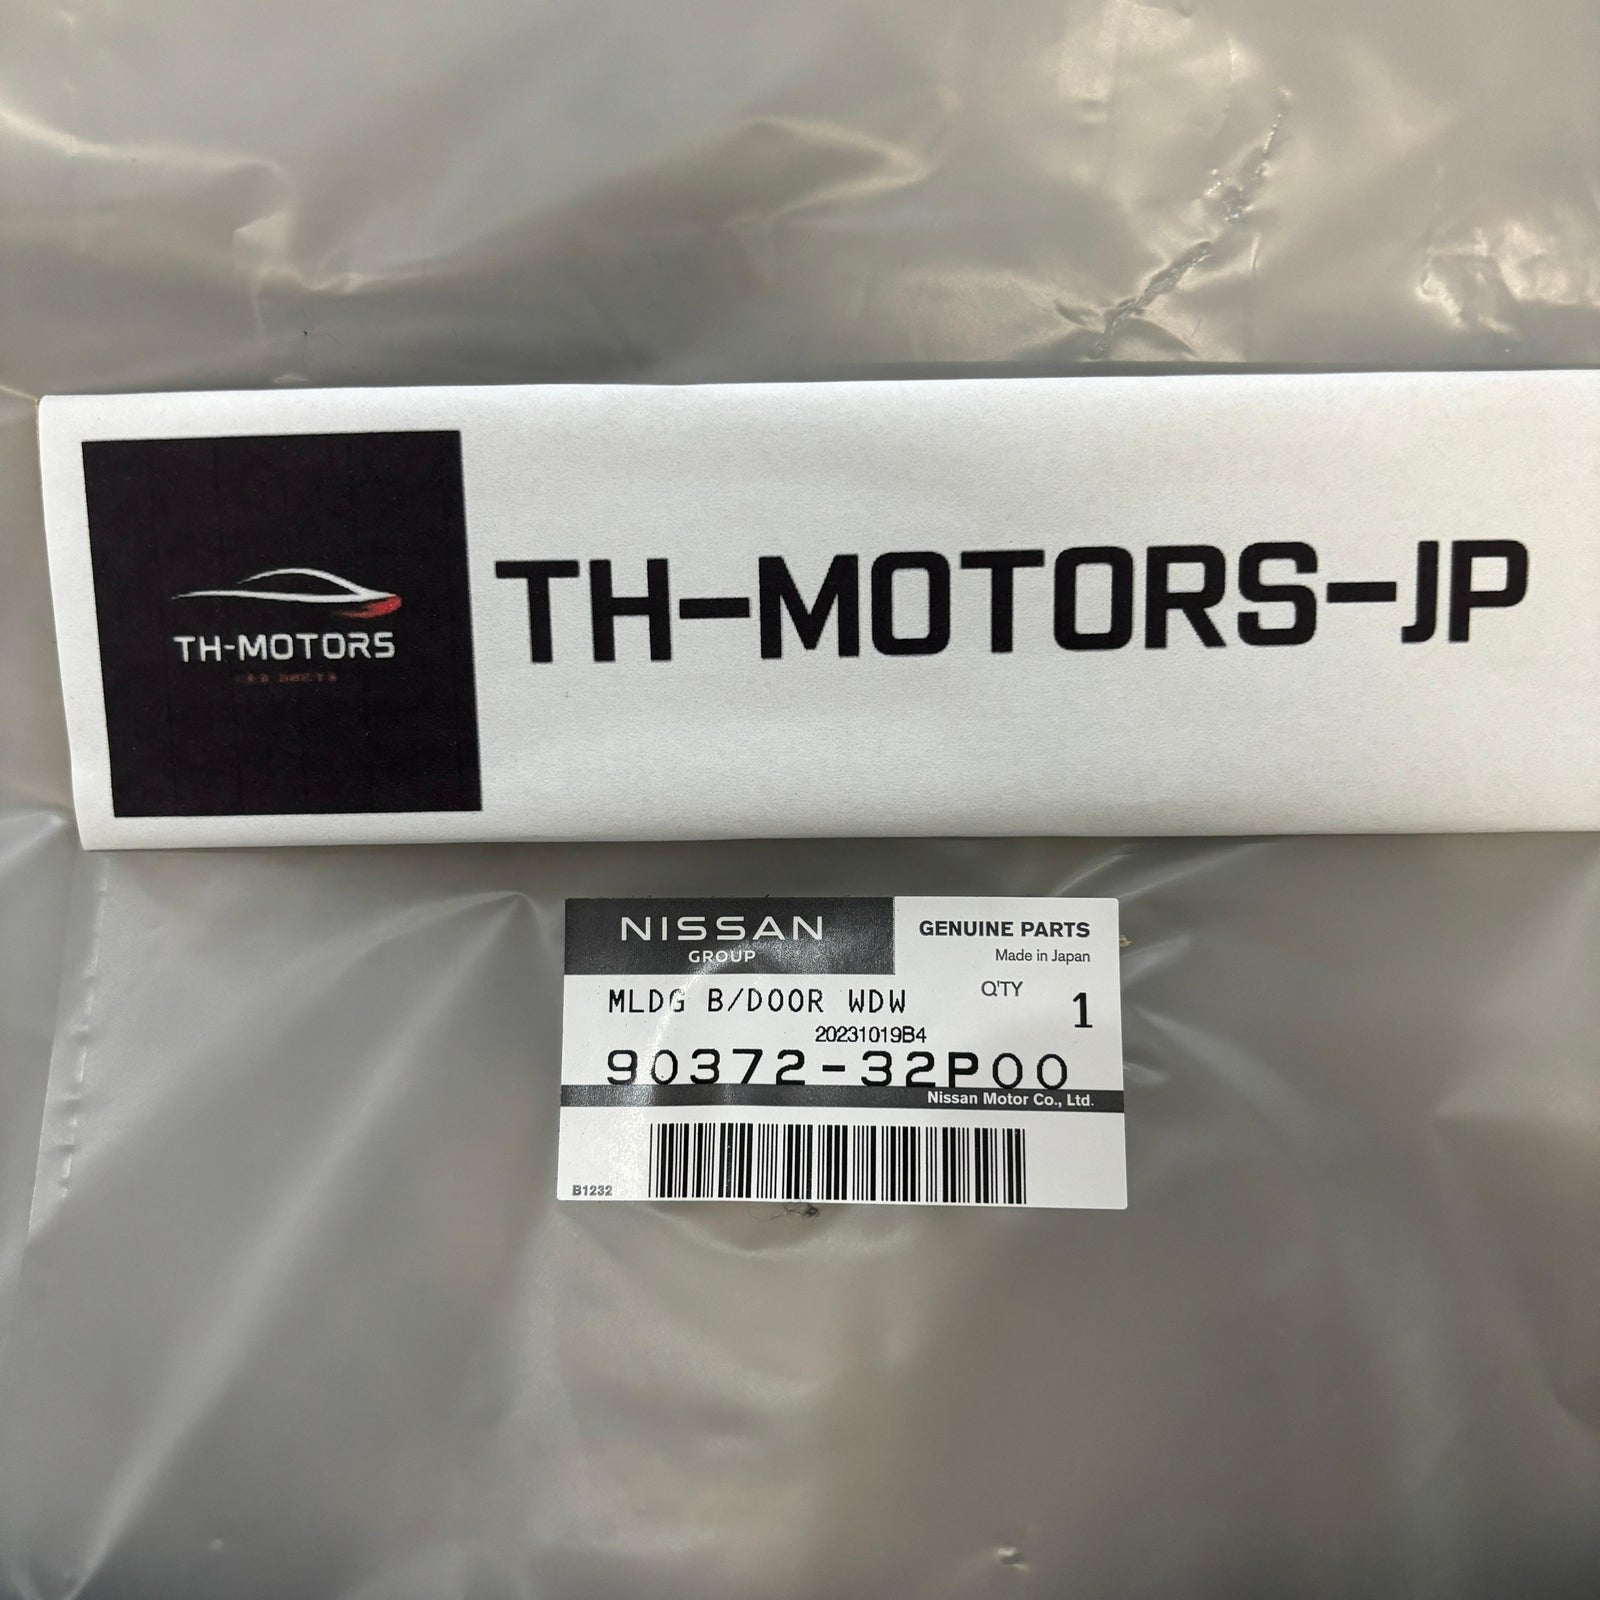 TH-MOTORS
TH-MOTORS-JP
NISSAN
GROUP
GENUINE PARTS
Made in Japan
MLDG B/DOOR WDW
Q'TY
1
20231019B4
90372-32P00
Nissan Motor Co., Ltd.
B1232